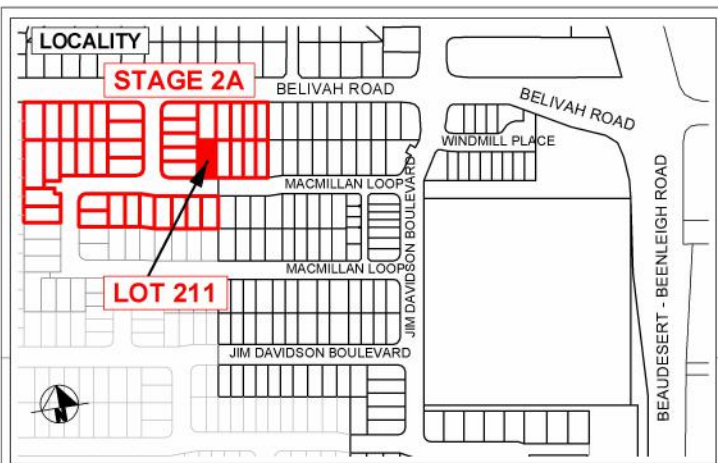 LOCALITY
STAGE 2A
BELIVAH ROAD
BELIVAH ROAD
WINDMILL PLACE
MACMILLAN LOOP
JIM DAVIDSON BOULEVARD
BEAUDESERT - BEENLEIGH ROAD
MACMILLAN LOOP
LOT 211
JIM DAVIDSON BOULEVARD
N